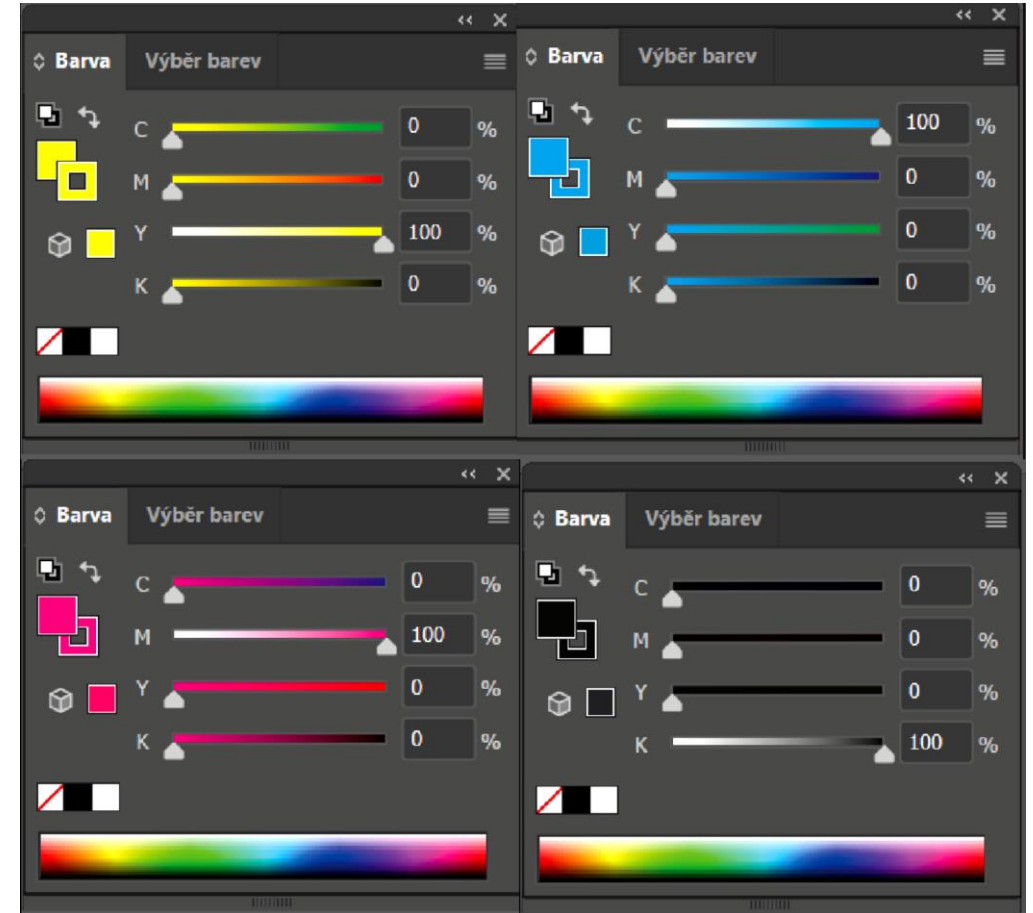 Barva Výběr barev
C 0 %
M 0 %
Y 100 %
K 0 %
Barva Výběr barev
C 100 %
M 0 %
Y 0 %
K 0 %
Barva Výběr barev
C 0 %
M 100 %
Y 0 %
K 0 %
Barva Výběr barev
C 0 %
M 0 %
Y 0 %
K 100 %